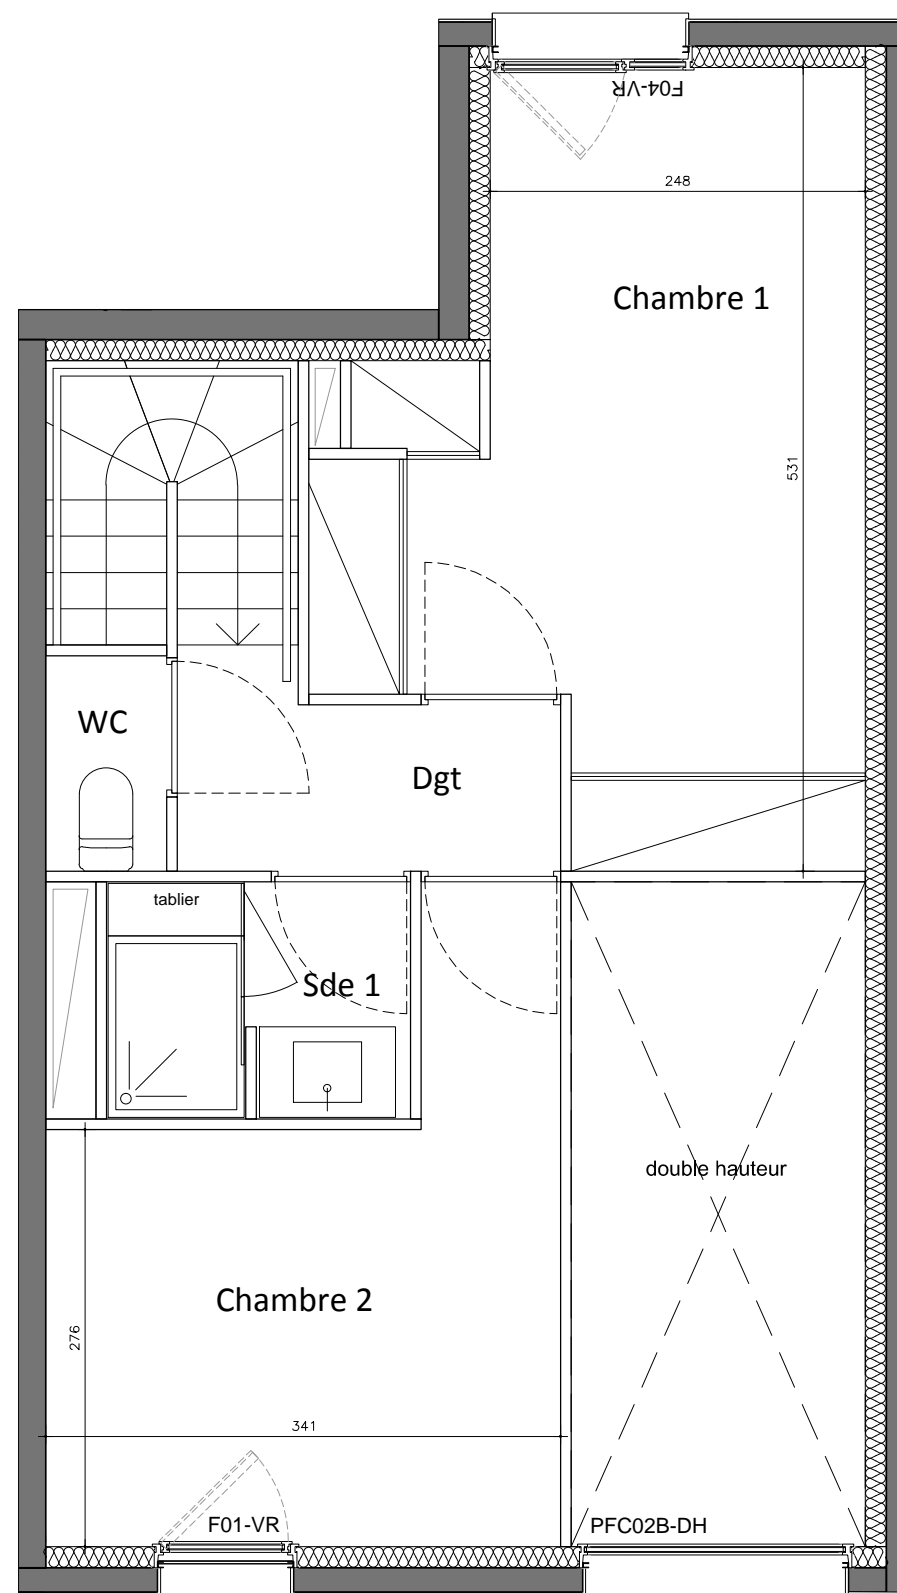 F04-VR
248
Chambre 1
531
WC
Dgt
tablier
Sde 1
double hauteur
Chambre 2
276
341
F01-VR
PFC02B-DH